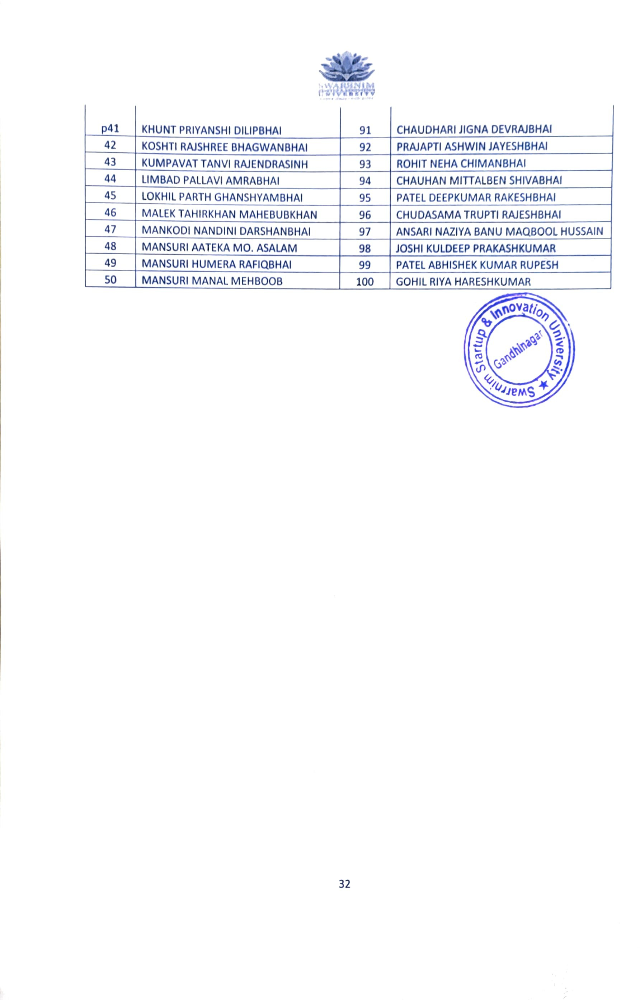 SWARRNIM
UNIVERSITY
p41 KHUNT PRIYANSHI DILIPBHAI 91 CHAUDHARI JIGNA DEVRAJBHAI
42 KOSHTI RAJSHREE BHAGWANBHAI 92 PRAJAPTI ASHWIN JAYESHBHAI
43 KUMPAVAT TANVI RAJENDRASINH 93 ROHIT NEHA CHIMANBHAI
44 LIMBAD PALLAVI AMRABHAI 94 CHAUHAN MITTALBEN SHIVABHAI
45 LOKHIL PARTH GHANSHYAMBHAI 95 PATEL DEEPKUMAR RAKESHBHAI
46 MALEK TAHIRKHAN MAHEBUBKHAN 96 CHUDASAMA TRUPTI RAJESHBHAI
47 MANKODI NANDINI DARSHANBHAI 97 ANSARI NAZIYA BANU MAQBOOL HUSSAIN
48 MANSURI AATEKA MO. ASALAM 98 JOSHI KULDEEP PRAKASHKUMAR
49 MANSURI HUMERA RAFIQBHAI 99 PATEL ABHISHEK KUMAR RUPESH
50 MANSURI MANAL MEHBOOB 100 GOHIL RIYA HARESHKUMAR
Swarrnim Startup & Innovation University ★
Gandhinagar
32